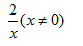 2/x (x ≠ 0)